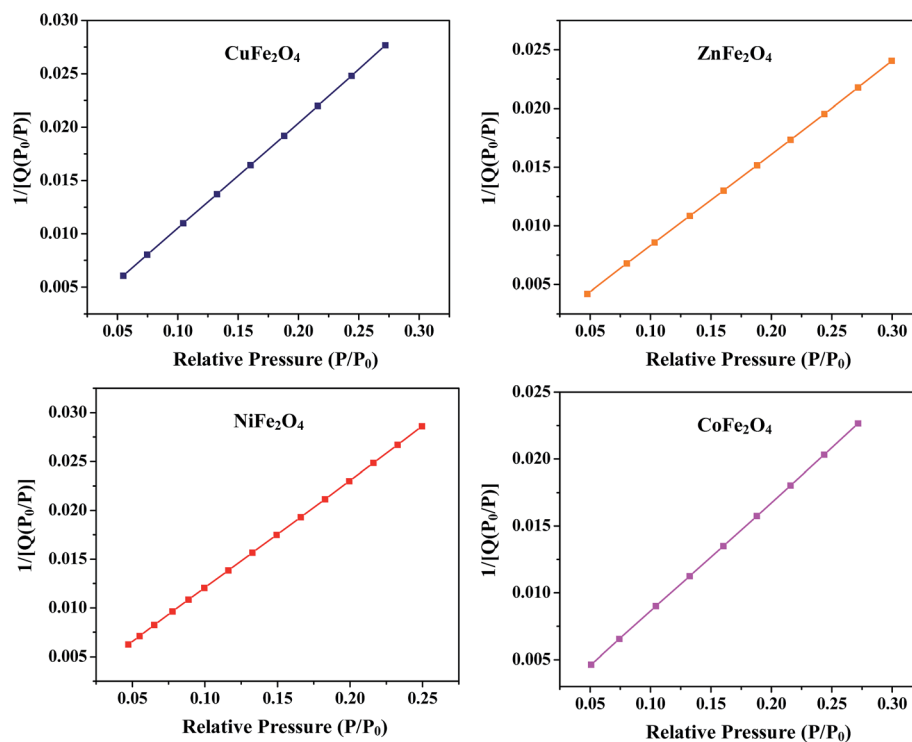 CuFe₂O₄
1/[Q(P₀/P)]
0.030
0.025
0.020
0.015
0.010
0.005
0.05 0.10 0.15 0.20 0.25 0.30
Relative Pressure (P/P₀)
ZnFe₂O₄
1/[Q(P₀/P)]
0.025
0.020
0.015
0.010
0.005
0.05 0.10 0.15 0.20 0.25 0.30
Relative Pressure (P/P₀)
NiFe₂O₄
1/[Q(P₀/P)]
0.030
0.025
0.020
0.015
0.010
0.005
0.05 0.10 0.15 0.20 0.25
Relative Pressure (P/P₀)
CoFe₂O₄
1/[Q(P₀/P)]
0.025
0.020
0.015
0.010
0.005
0.05 0.10 0.15 0.20 0.25 0.30
Relative Pressure (P/P₀)